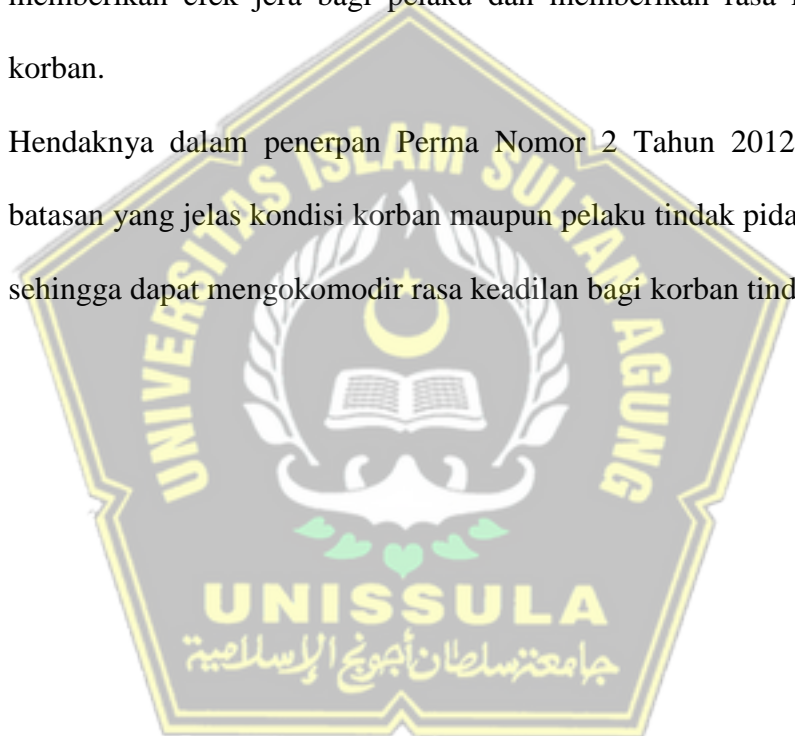 memberikan efek jera bagi pelaku dan memberikan rasa
korban.
Hendaknya dalam penerpan Perma Nomor 2 Tahun 2012
batasan yang jelas kondisi korban maupun pelaku tindak
sehingga dapat mengokomodir rasa keadilan bagi korban
UNIVERSITAS ISLAM SULTAN AGUNG
UNISSULA
جامعة سلطان أجونج الإسلامية